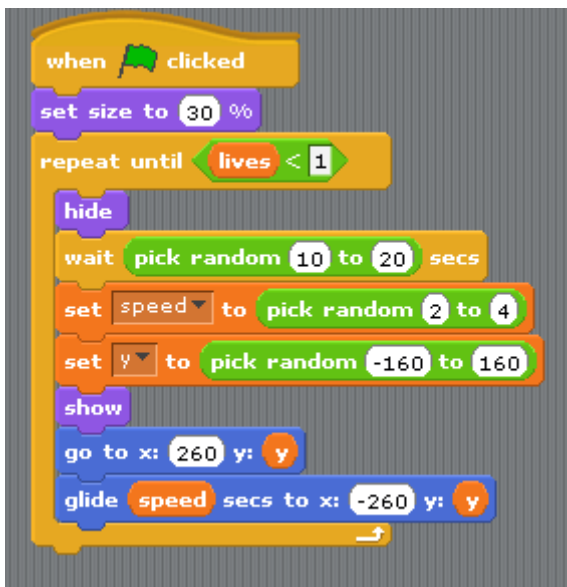 when clicked
set size to 30 %
repeat until lives < 1
hide
wait pick random 10 to 20 secs
set speed to pick random 2 to 4
set y to pick random -160 to 160
show
go to x: 260 y: y
glide speed secs to x: -260 y: y